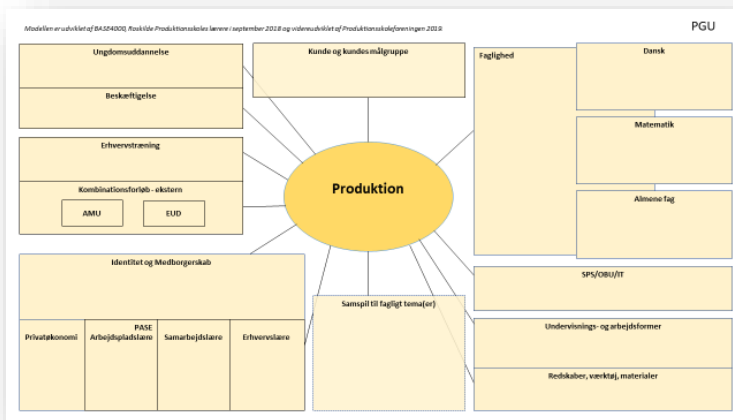 Modellen er udviklet af BASE4000, Roskilde Produktionsskoles lærere i september 2018 og videreudviklet af Produktionsskoleforeningen 2019.
PGU
Ungdomsuddannelse
Beskæftigelse
Erhvervstræning
Kombinationsforløb - ekstern
AMU
EUD
Kunde og kundes målgruppe
Faglighed
Dansk
Matematik
Almene fag
Produktion
Identitet og Medborgerskab
PASE
Privatøkonomi
Arbejdspladslære
Samarbejdslære
Erhvervslære
Samspil til fagligt tema(er)
SPS/OBU/IT
Undervisnings- og arbejdsformer
Redskaber, værktøj, materialer